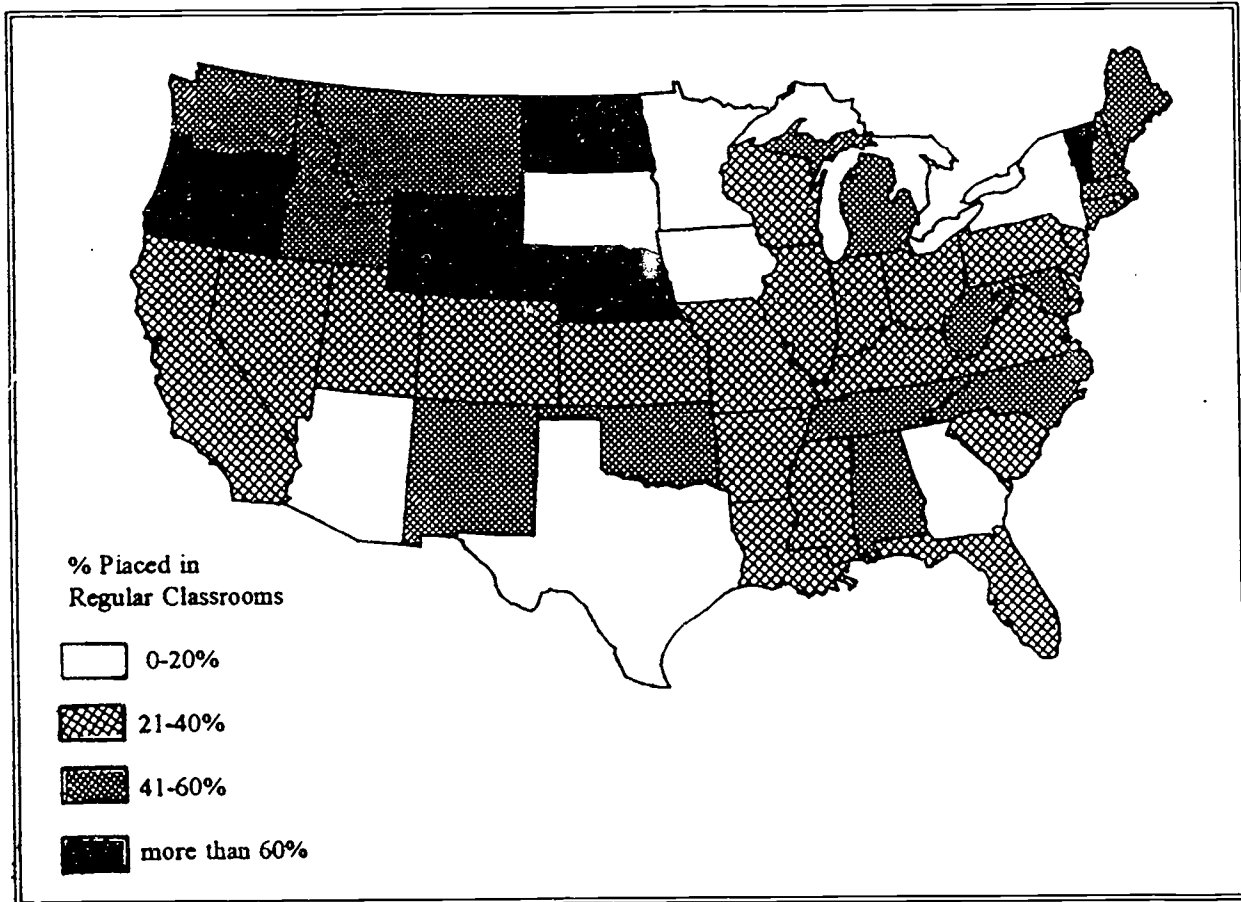 % Piaced in
Regular Classrooms
0-20%
21-40%
41-60%
more than 60%